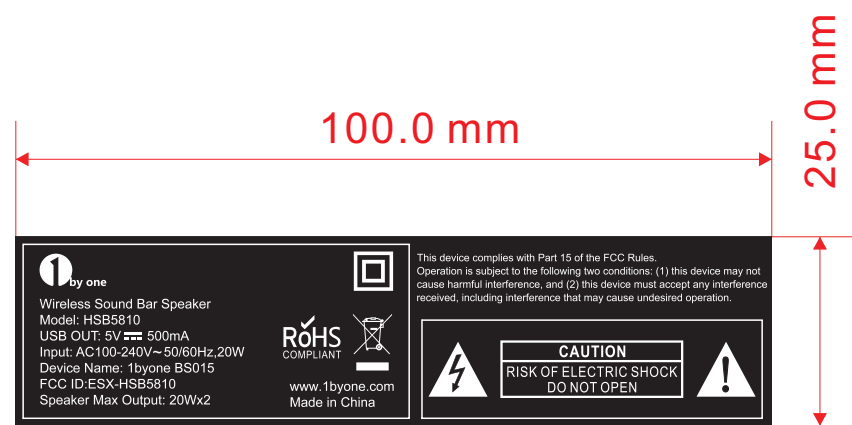 100.0 mm
25.0 mm
1 by one
Wireless Sound Bar Speaker
Model: HSB5810
USB OUT: 5V ⎓ 500mA
Input: AC100-240V~50/60Hz,20W
Device Name: 1byone BS015
FCC ID:ESX-HSB5810
Speaker Max Output: 20Wx2
RoHS
COMPLIANT
www.1byone.com
Made in China
This device complies with Part 15 of the FCC Rules.
Operation is subject to the following two conditions: (1) this device may not
cause harmful interference, and (2) this device must accept any interference
received, including interference that may cause undesired operation.
CAUTION
RISK OF ELECTRIC SHOCK
DO NOT OPEN